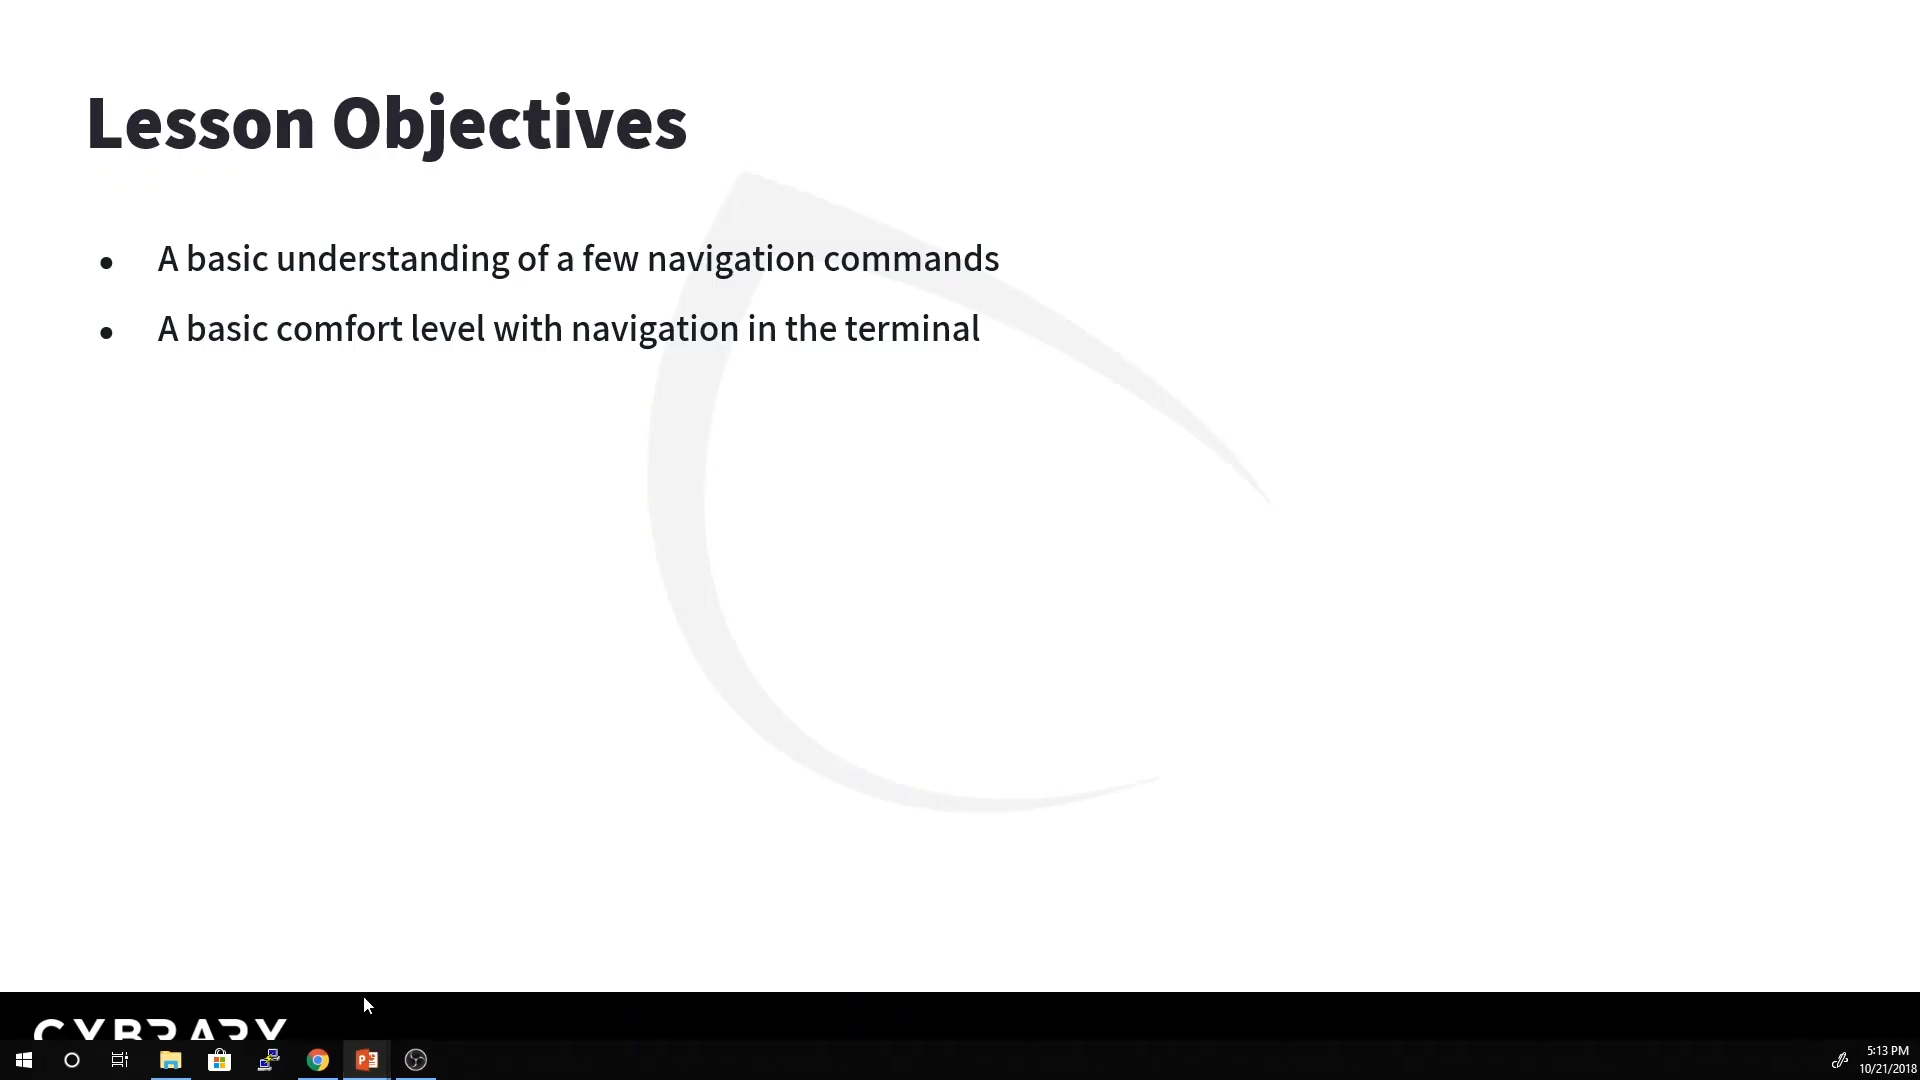 Lesson Objectives
● A basic understanding of a few navigation commands
● A basic comfort level with navigation in the terminal
CYBRARY
5:13 PM
10/21/2018